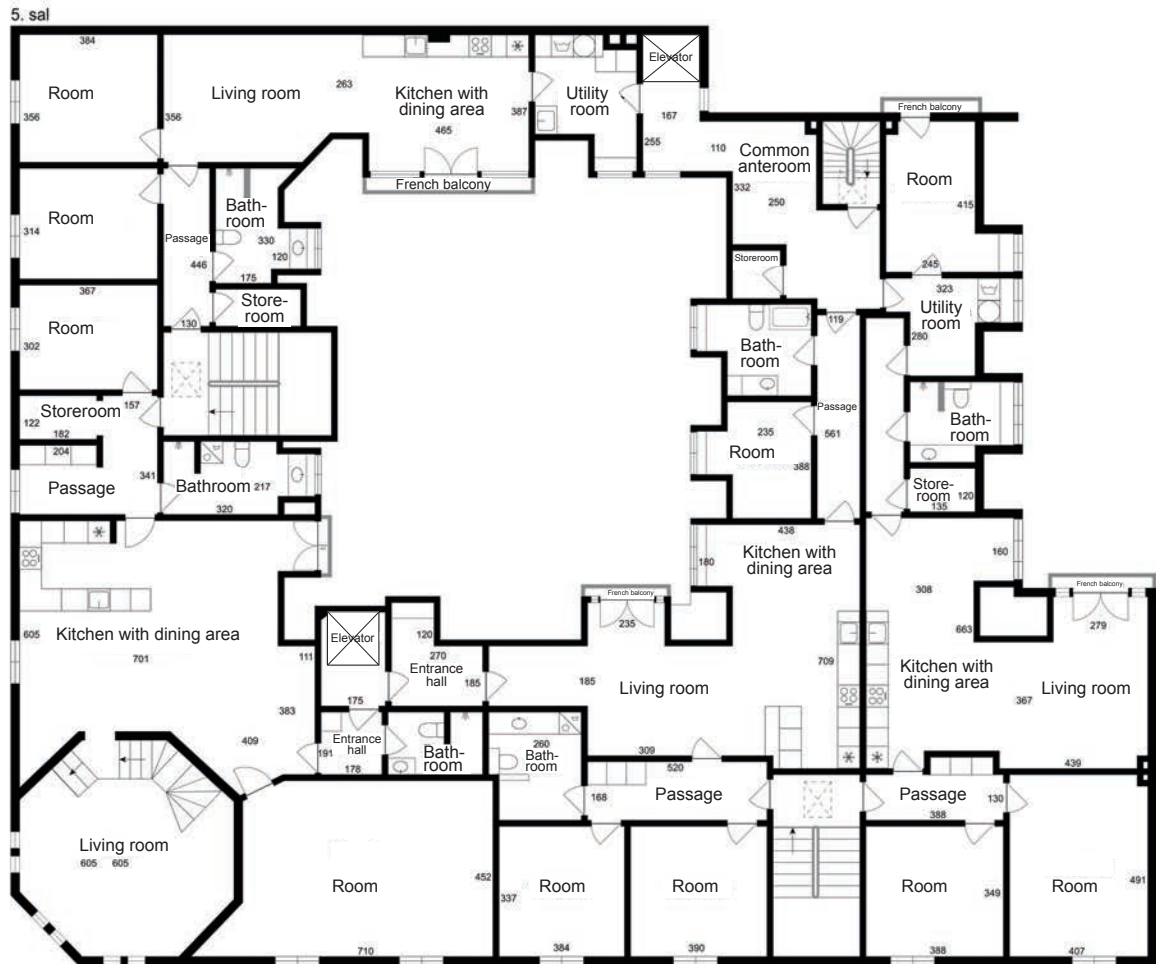 5. sal
384
Room
356
356
Living room
263
Kitchen with
dining area
465
387
Utility
room
Elevator
167
255
110
Common
anteroom
332
250
French balcony
Room
415
245
French balcony
Room
314
Passage
446
130
Bath-
room
330
120
175
Store-
room
Storeroom
323
Utility
room
280
367
Room
302
119
Bath-
room
Passage
561
Bath-
room
157
Storeroom
122
182
204
341
Passage
Bathroom
217
320
235
Room
388
Store-
room
120
135
438
180
Kitchen with
dining area
160
308
663
605
Kitchen with dining area
701
111
383
409
Elevator
175
120
270
Entrance
hall
185
French balcony
235
185
Living room
309
709
French balcony
279
Kitchen with
dining area
367
Living room
439
191
Entrance
hall
178
Bath-
room
260
Bath-
room
168
520
Passage
Passage
388
130
Living room
605
605
Room
452
710
Room
337
384
Room
390
Room
349
388
Room
491
407